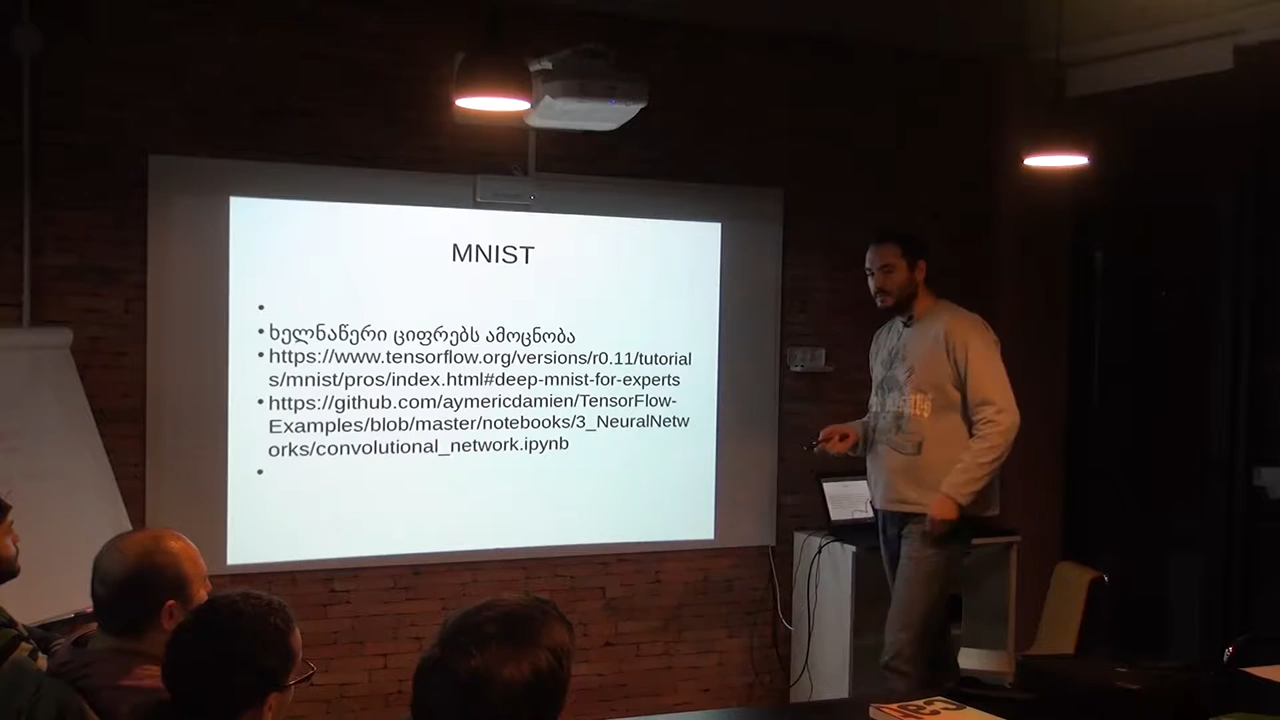 MNIST
•
• ხელნაწერი ციფრებს ამოცნობა
• https://www.tensorflow.org/versions/r0.11/tutorial
s/mnist/pros/index.html#deep-mnist-for-experts
• https://github.com/aymericdamien/TensorFlow-
Examples/blob/master/notebooks/3_NeuralNetw
orks/convolutional_network.ipynb
•